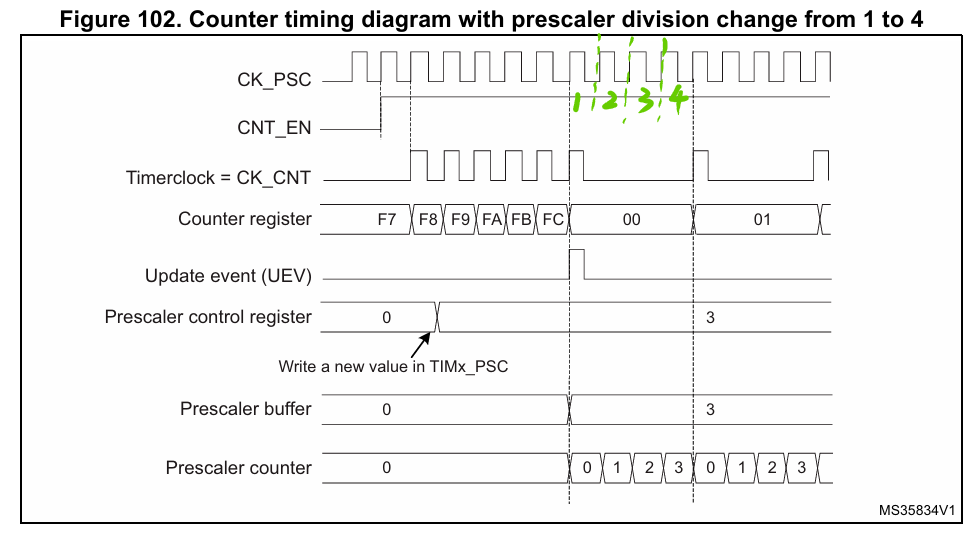 Figure 102. Counter timing diagram with prescaler division change from 1 to 4
CK_PSC
1 2 3 4
CNT_EN
Timerclock = CK_CNT
Counter register F7 F8 F9 FA FB FC 00 01
Update event (UEV)
Prescaler control register 0 3
Write a new value in TIMx_PSC
Prescaler buffer 0 3
Prescaler counter 0 0 1 2 3 0 1 2 3
MS35834V1